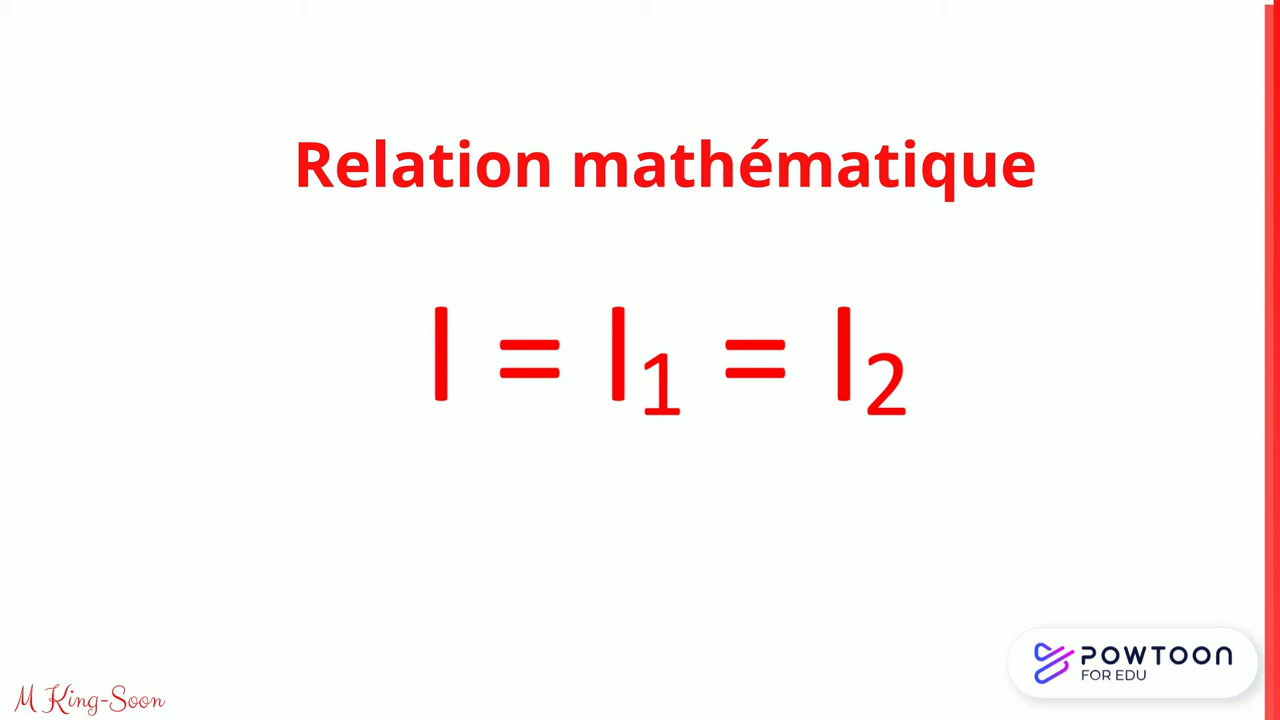 Relation mathématique
I = I₁ = I₂
M King-Soon
POWTOON
FOR EDU